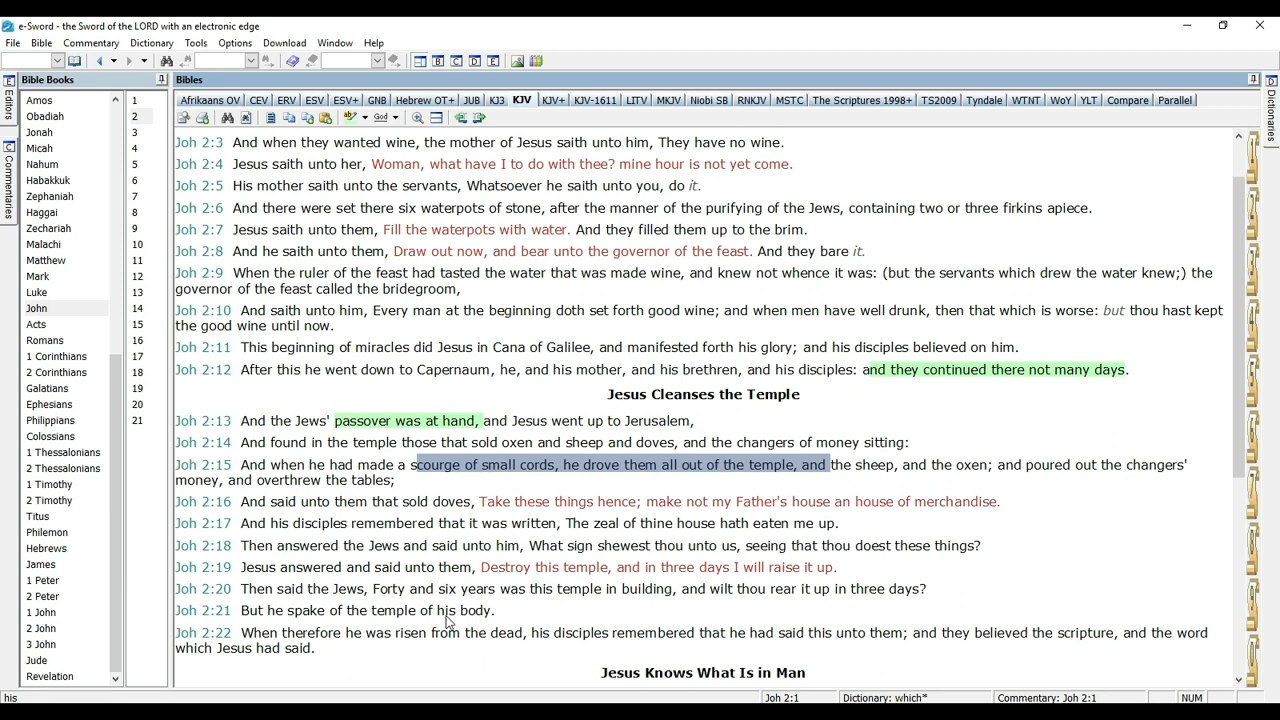 e-Sword - the Sword of the LORD with an electronic edge
File Bible Commentary Dictionary Tools Options Download Window Help
B C D E
Bible Books
Bibles
Editors
Commentaries
Dictionaries
Afrikaans OV CEV ERV ESV ESV+ GNB Hebrew OT+ JUB KJ3 KJV KJV+ KJV-1611 LITV MKJV Niobi SB RNKJV MSTC The Scriptures 1998+ TS2009 Tyndale WTNT WoY YLT Compare Parallel
God
Amos
Obadiah
Jonah
Micah
Nahum
Habakkuk
Zephaniah
Haggai
Zechariah
Malachi
Matthew
Mark
Luke
John
Acts
Romans
1 Corinthians
2 Corinthians
Galatians
Ephesians
Philippians
Colossians
1 Thessalonians
2 Thessalonians
1 Timothy
2 Timothy
Titus
Philemon
Hebrews
James
1 Peter
2 Peter
1 John
2 John
3 John
Jude
Revelation
1
2
3
4
5
6
7
8
9
10
11
12
13
14
15
16
17
18
19
20
21
Joh 2:3 And when they wanted wine, the mother of Jesus saith unto him, They have no wine.
Joh 2:4 Jesus saith unto her, Woman, what have I to do with thee? mine hour is not yet come.
Joh 2:5 His mother saith unto the servants, Whatsoever he saith unto you, do it.
Joh 2:6 And there were set there six waterpots of stone, after the manner of the purifying of the Jews, containing two or three firkins apiece.
Joh 2:7 Jesus saith unto them, Fill the waterpots with water. And they filled them up to the brim.
Joh 2:8 And he saith unto them, Draw out now, and bear unto the governor of the feast. And they bare it.
Joh 2:9 When the ruler of the feast had tasted the water that was made wine, and knew not whence it was: (but the servants which drew the water knew;) the
governor of the feast called the bridegroom,
Joh 2:10 And saith unto him, Every man at the beginning doth set forth good wine; and when men have well drunk, then that which is worse: but thou hast kept
the good wine until now.
Joh 2:11 This beginning of miracles did Jesus in Cana of Galilee, and manifested forth his glory; and his disciples believed on him.
Joh 2:12 After this he went down to Capernaum, he, and his mother, and his brethren, and his disciples: and they continued there not many days.
Jesus Cleanses the Temple
Joh 2:13 And the Jews' passover was at hand, and Jesus went up to Jerusalem,
Joh 2:14 And found in the temple those that sold oxen and sheep and doves, and the changers of money sitting:
Joh 2:15 And when he had made a scourge of small cords, he drove them all out of the temple, and the sheep, and the oxen; and poured out the changers'
money, and overthrew the tables;
Joh 2:16 And said unto them that sold doves, Take these things hence; make not my Father's house an house of merchandise.
Joh 2:17 And his disciples remembered that it was written, The zeal of thine house hath eaten me up.
Joh 2:18 Then answered the Jews and said unto him, What sign shewest thou unto us, seeing that thou doest these things?
Joh 2:19 Jesus answered and said unto them, Destroy this temple, and in three days I will raise it up.
Joh 2:20 Then said the Jews, Forty and six years was this temple in building, and wilt thou rear it up in three days?
Joh 2:21 But he spake of the temple of his body.
Joh 2:22 When therefore he was risen from the dead, his disciples remembered that he had said this unto them; and they believed the scripture, and the word
which Jesus had said.
Jesus Knows What Is in Man
his Joh 2:1 Dictionary: which* Commentary: Joh 2:1 NUM